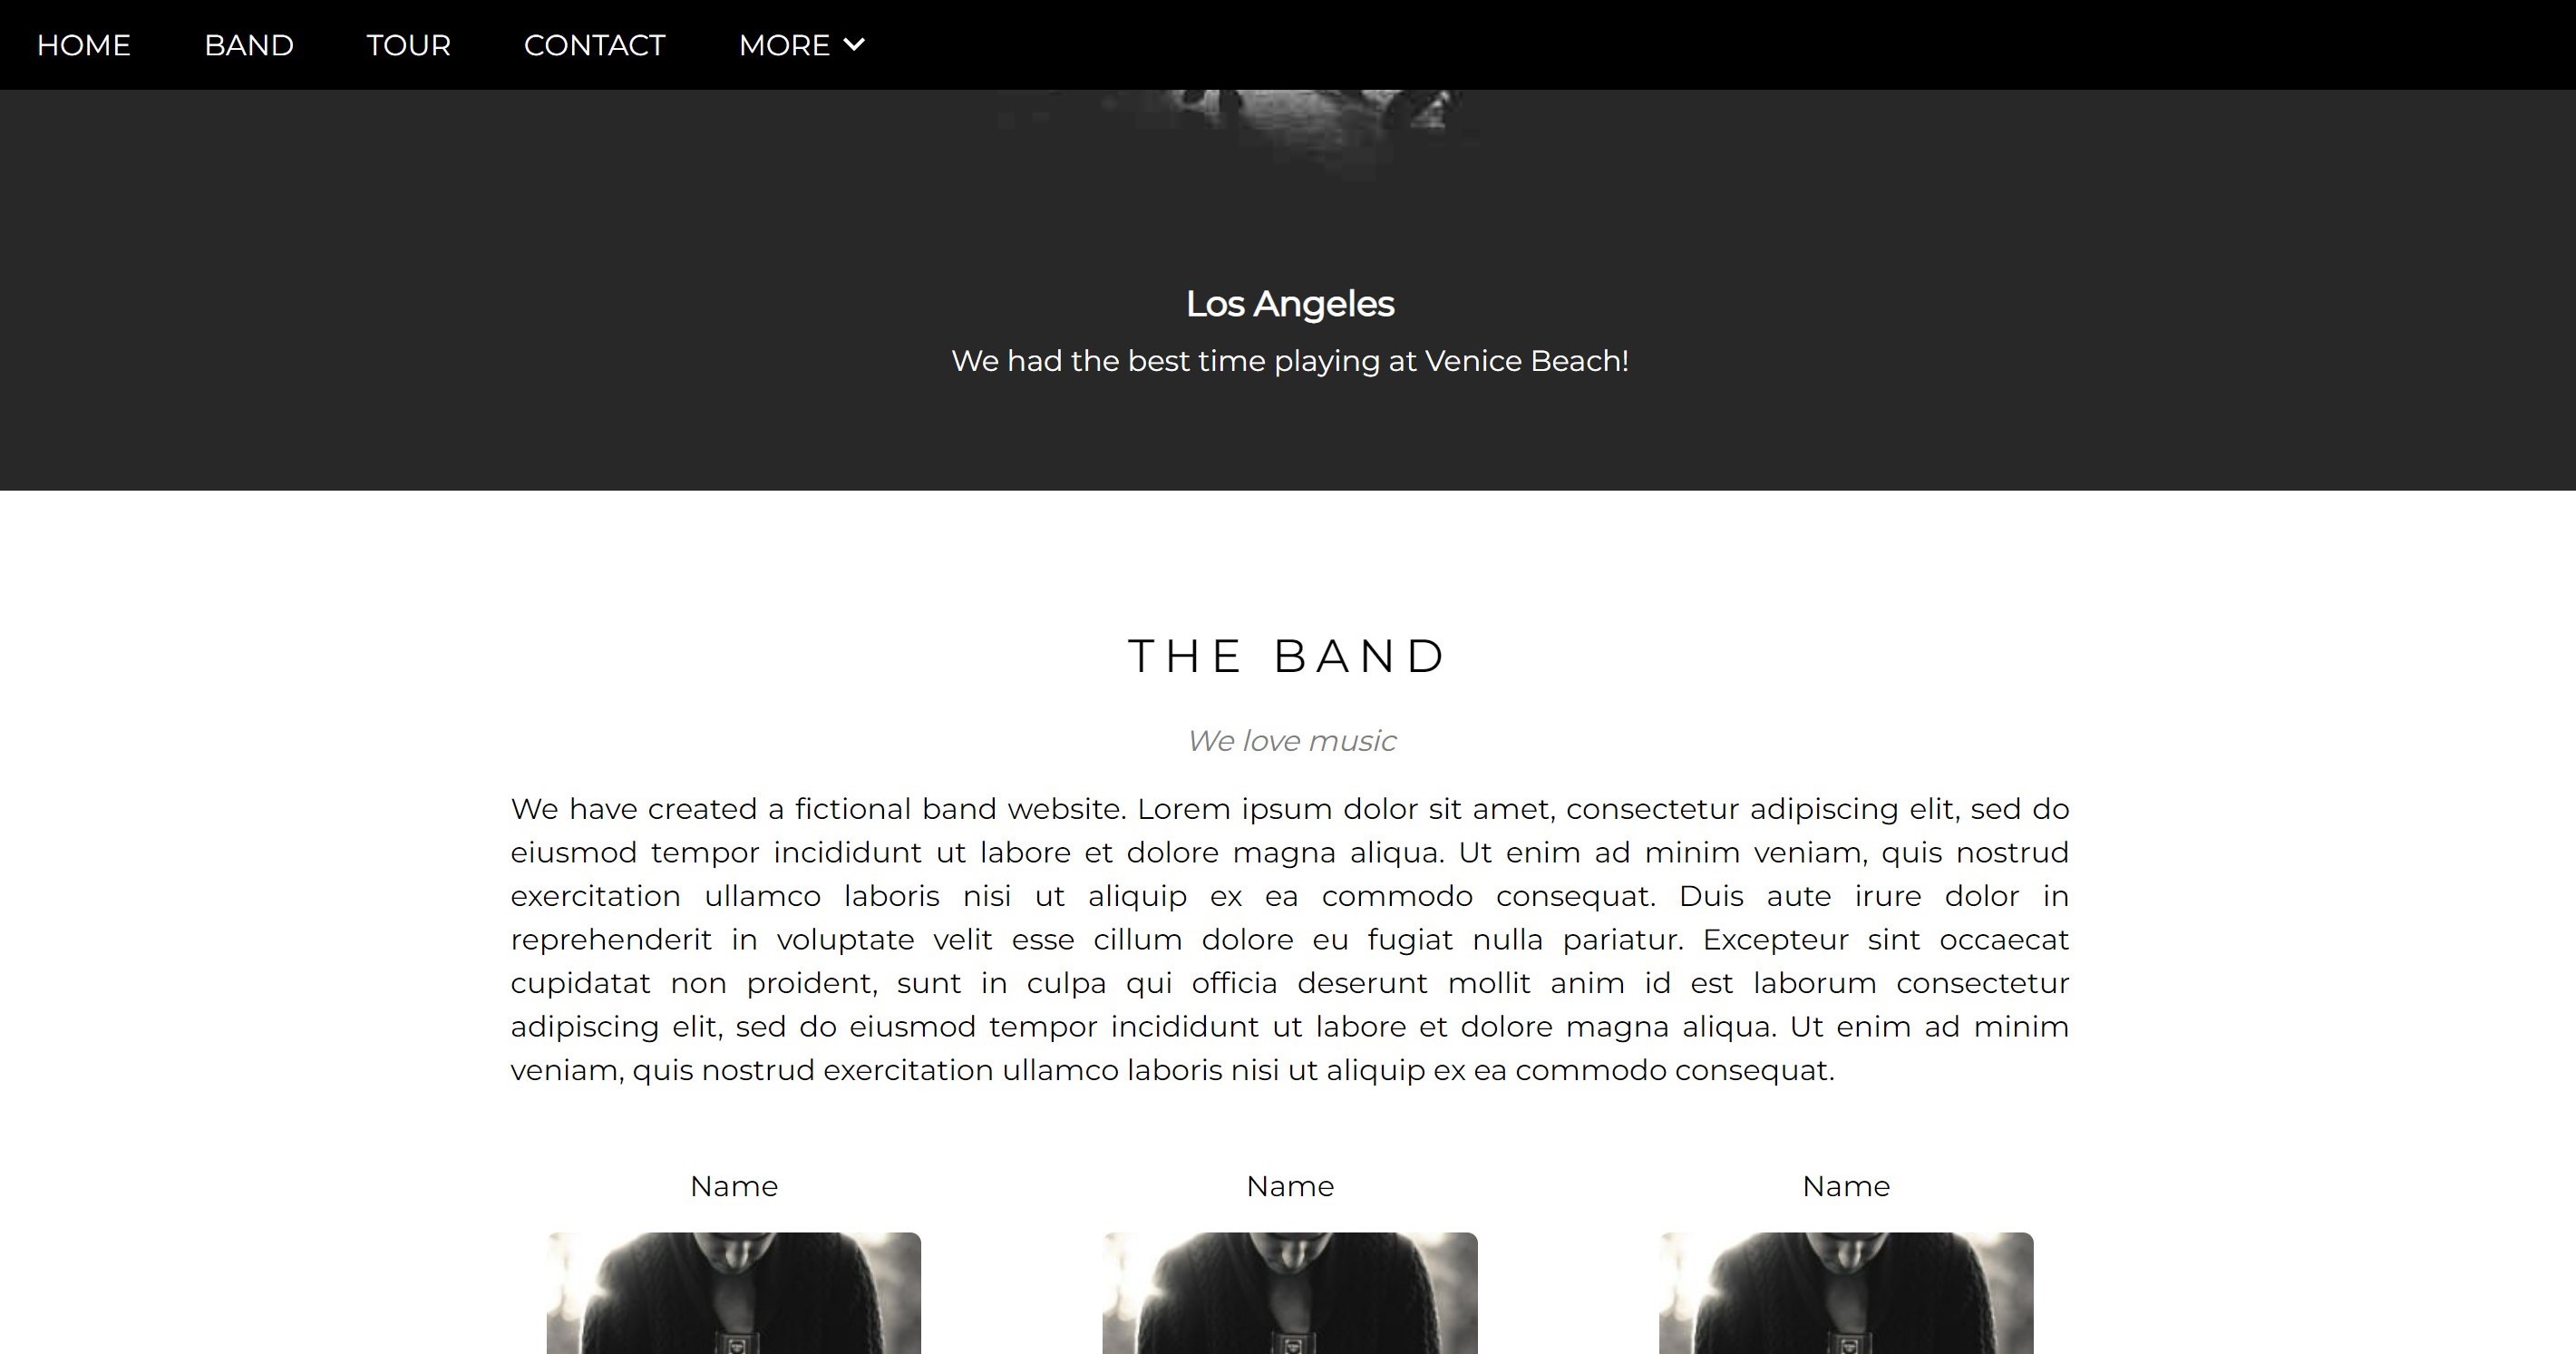 HOME BAND TOUR CONTACT MORE
Los Angeles
We had the best time playing at Venice Beach!
THE BAND
We love music
We have created a fictional band website. Lorem ipsum dolor sit amet, consectetur adipiscing elit, sed do
eiusmod tempor incididunt ut labore et dolore magna aliqua. Ut enim ad minim veniam, quis nostrud
exercitation ullamco laboris nisi ut aliquip ex ea commodo consequat. Duis aute irure dolor in
reprehenderit in voluptate velit esse cillum dolore eu fugiat nulla pariatur. Excepteur sint occaecat
cupidatat non proident, sunt in culpa qui officia deserunt mollit anim id est laborum consectetur
adipiscing elit, sed do eiusmod tempor incididunt ut labore et dolore magna aliqua. Ut enim ad minim
veniam, quis nostrud exercitation ullamco laboris nisi ut aliquip ex ea commodo consequat.
Name Name Name